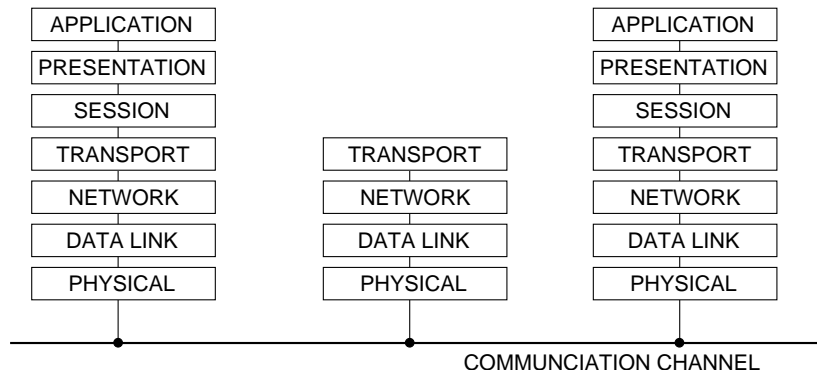 APPLICATION APPLICATION
PRESENTATION PRESENTATION
SESSION SESSION
TRANSPORT TRANSPORT TRANSPORT
NETWORK NETWORK NETWORK
DATA LINK DATA LINK DATA LINK
PHYSICAL PHYSICAL PHYSICAL
COMMUNCIATION CHANNEL